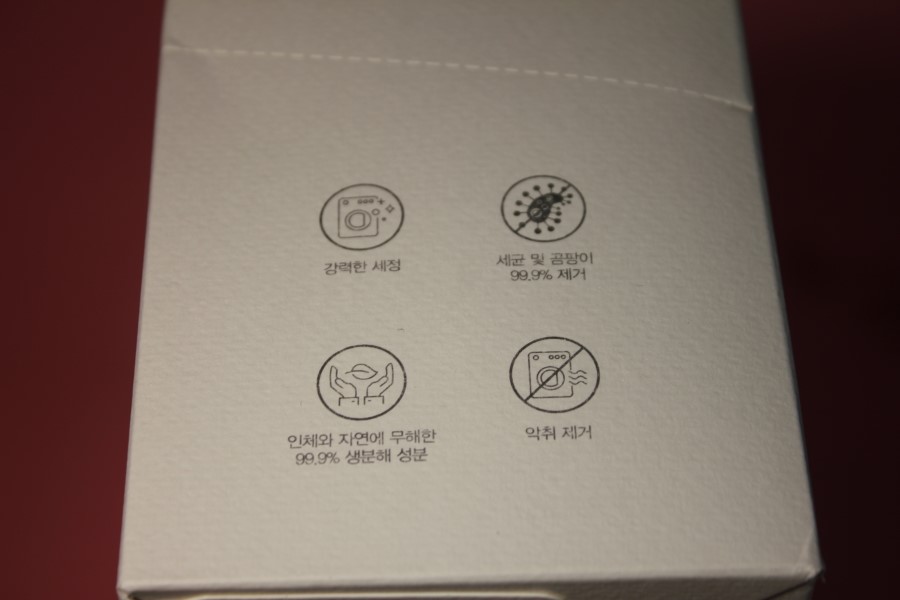 강력한 세정
세균 및 곰팡이
99.9% 제거
인체와 자연에 무해한
99.9% 생분해 성분
악취 제거